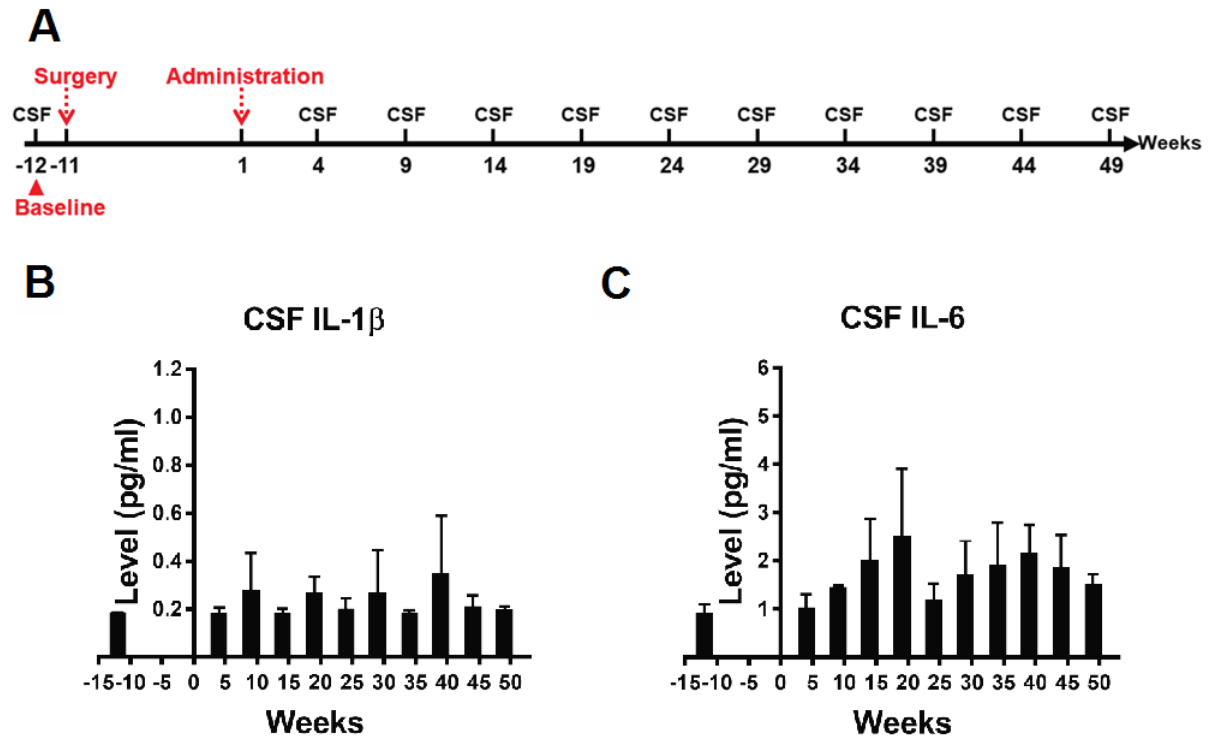 A
Surgery Administration
CSF CSF CSF CSF CSF CSF CSF CSF CSF CSF CSF
Weeks
-12 -11 1 4 9 14 19 24 29 34 39 44 49
Baseline
B
CSF IL-1β
Level (pg/ml)
1.2
1.0
0.8
0.6
0.4
0.2
-15 -10 -5 0 5 10 15 20 25 30 35 40 45 50
Weeks
C
CSF IL-6
Level (pg/ml)
6
5
4
3
2
1
-15 -10 -5 0 5 10 15 20 25 30 35 40 45 50
Weeks